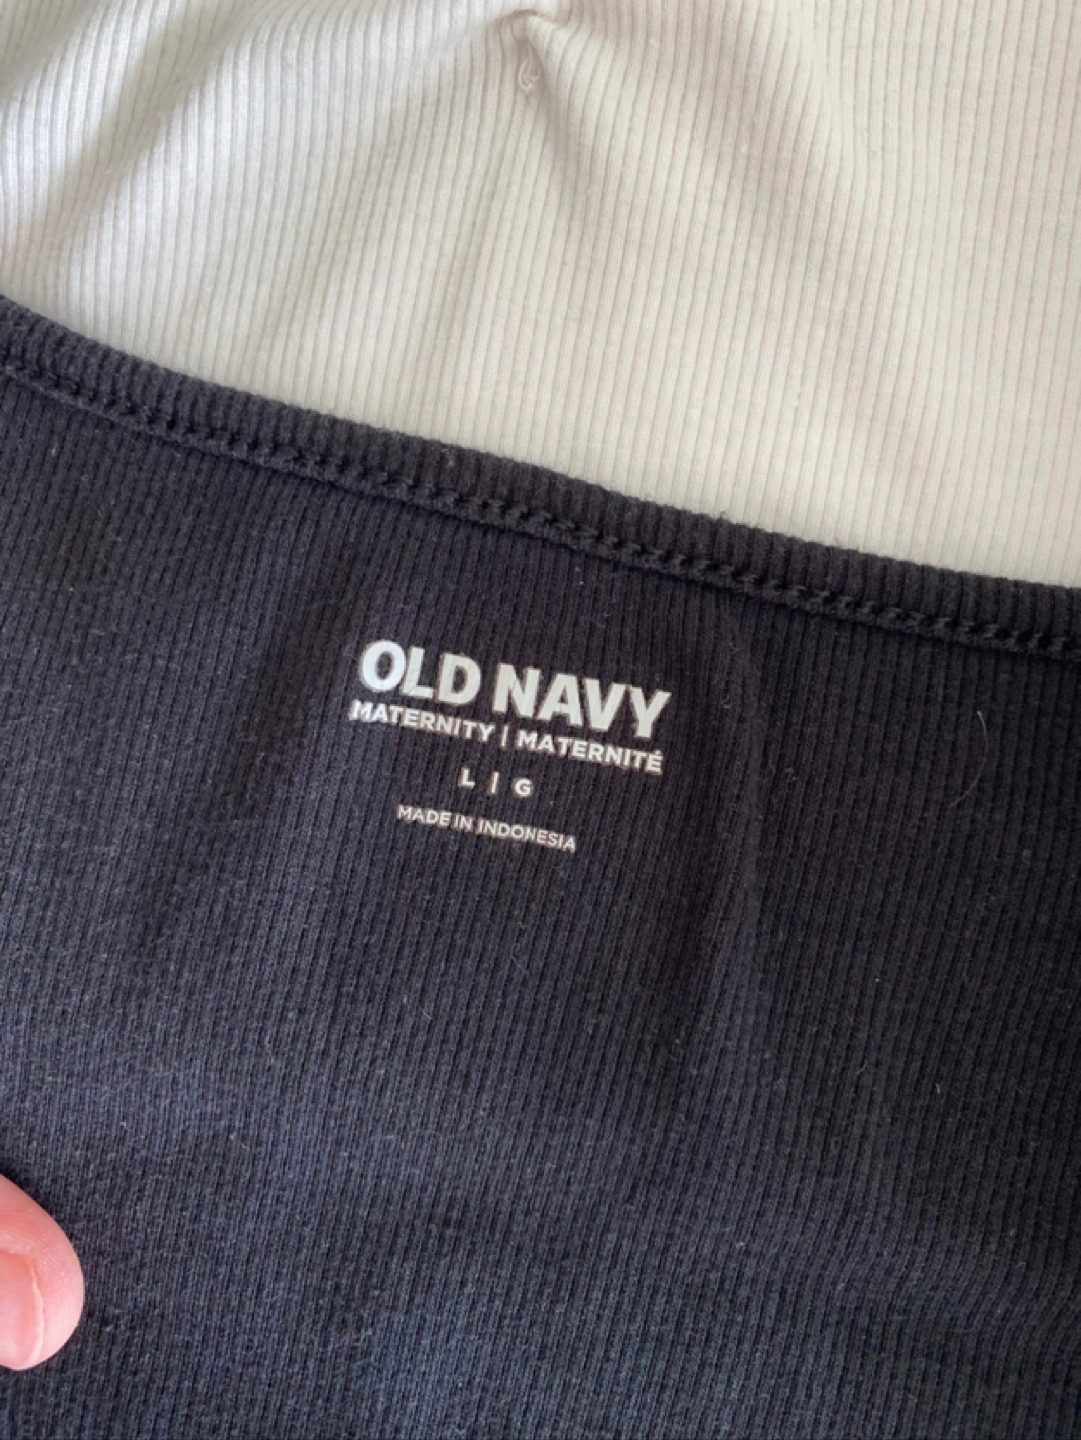 OLD NAVY
MATERNITY | MATERNITÉ
L | G
MADE IN INDONESIA